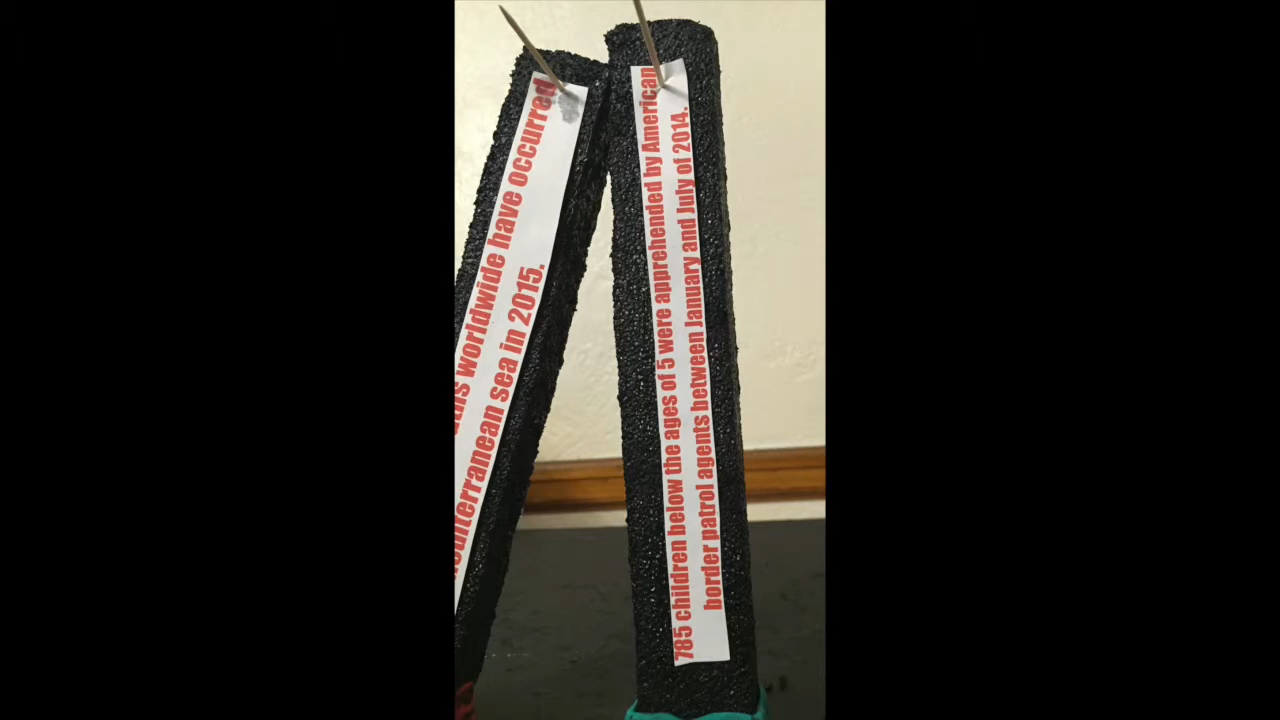 worldwide have occurred
sea in 2015.
785 children below the ages of 5 were apprehended by American
border patrol agents between January and July of 2014.